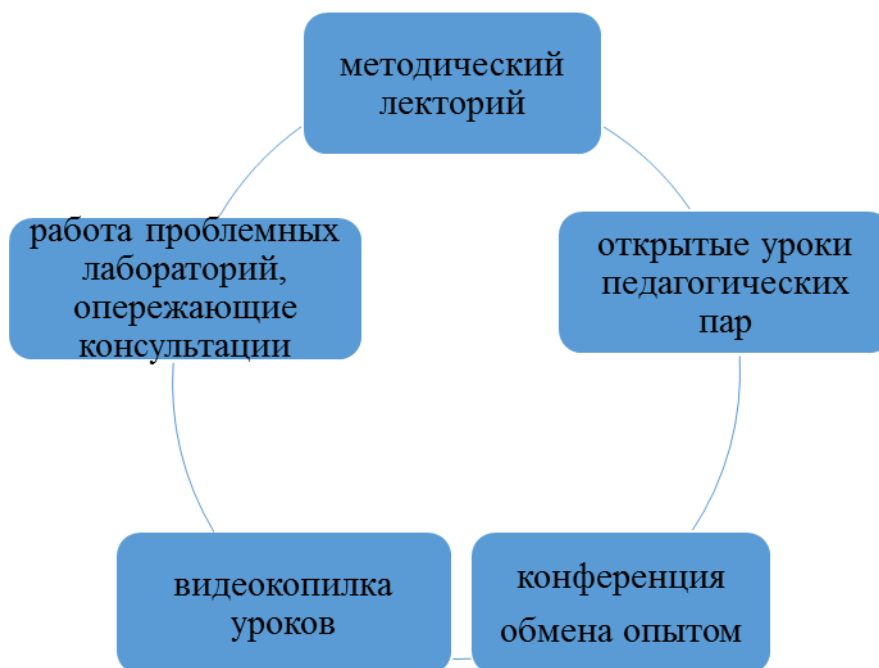 методический
лекторий
работа проблемных
лабораторий,
опережающие
консультации
открытые уроки
педагогических
пар
видеокопилка
уроков
конференция
обмена опытом